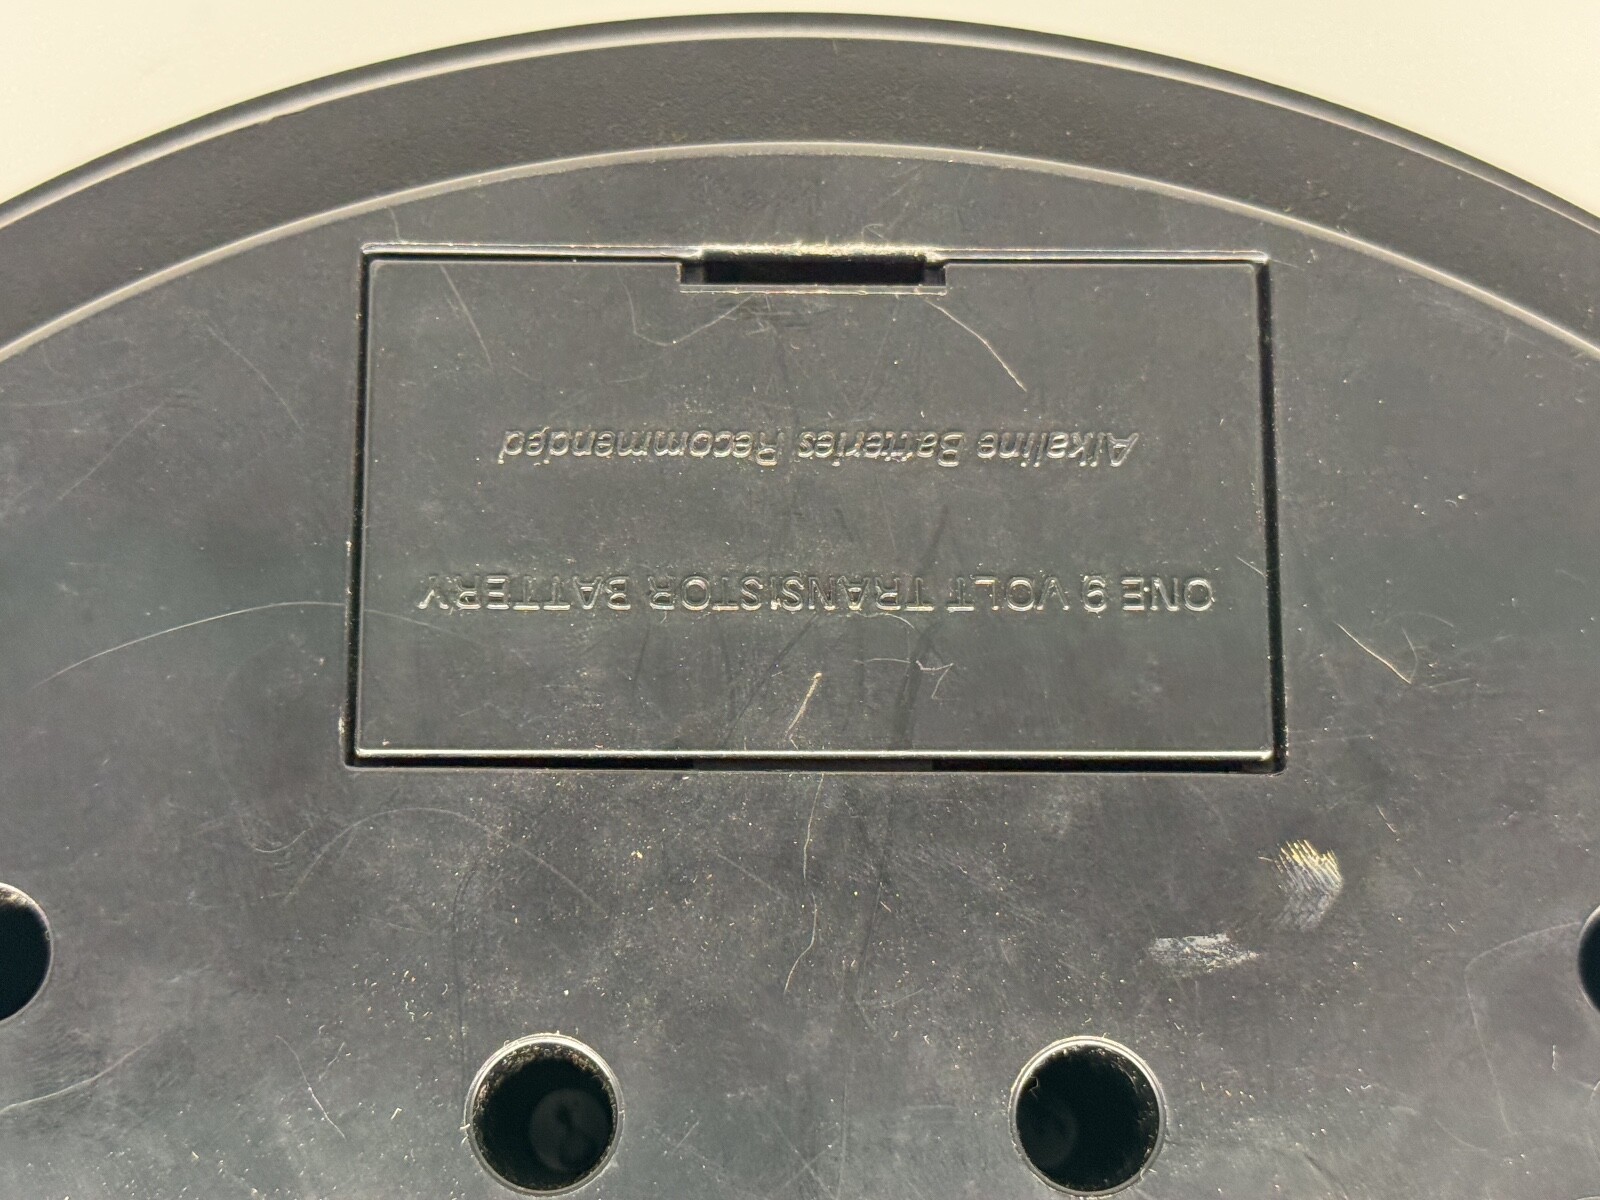 ONE 9 VOLT TRANSISTOR BATTERY
Alkaline Batteries Recommended